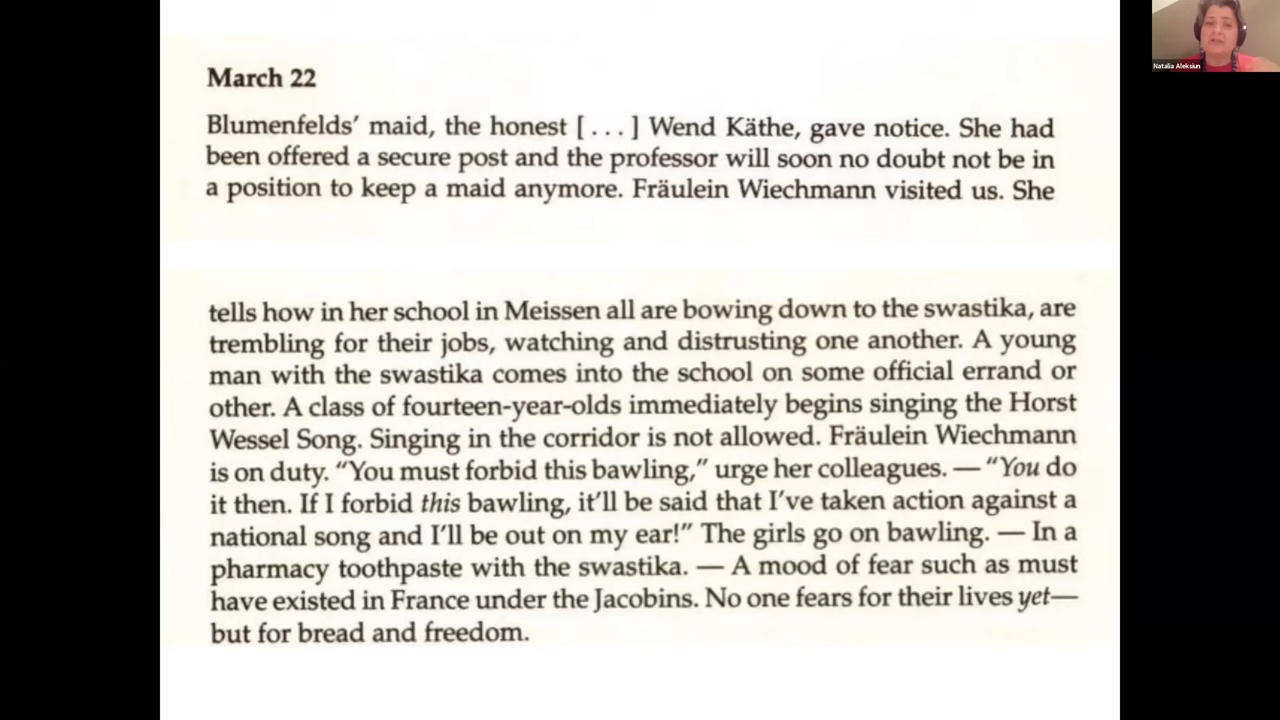 March 22
Blumenfelds’ maid, the honest [ . . . ] Wend Käthe, gave notice. She had
been offered a secure post and the professor will soon no doubt not be in
a position to keep a maid anymore. Fräulein Wiechmann visited us. She
tells how in her school in Meissen all are bowing down to the swastika, are
trembling for their jobs, watching and distrusting one another. A young
man with the swastika comes into the school on some official errand or
other. A class of fourteen-year-olds immediately begins singing the Horst
Wessel Song. Singing in the corridor is not allowed. Fräulein Wiechmann
is on duty. “You must forbid this bawling,” urge her colleagues. — “You do
it then. If I forbid this bawling, it’ll be said that I’ve taken action against a
national song and I’ll be out on my ear!” The girls go on bawling. — In a
pharmacy toothpaste with the swastika. — A mood of fear such as must
have existed in France under the Jacobins. No one fears for their lives yet—
but for bread and freedom.
Natalia Aleksiun